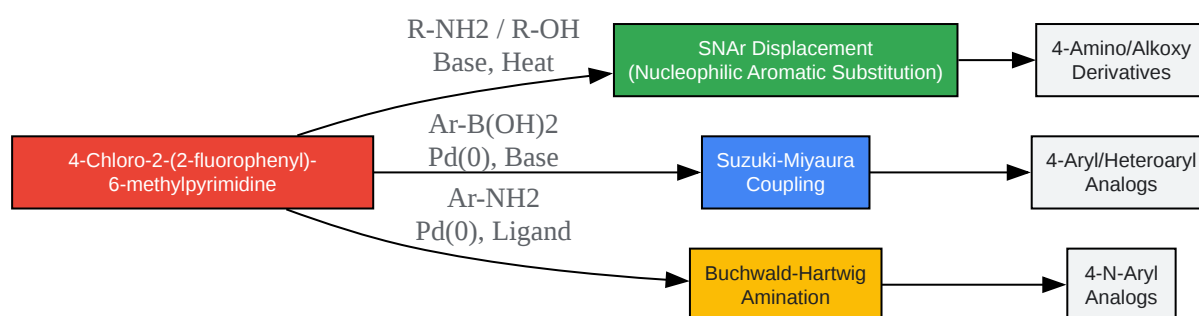 R-NH2 / R-OH
Base, Heat
SNAr Displacement
(Nucleophilic Aromatic Substitution)
4-Amino/Alkoxy
Derivatives
4-Chloro-2-(2-fluorophenyl)-
6-methylpyrimidine
Ar-B(OH)2
Pd(0), Base
Suzuki-Miyaura
Coupling
4-Aryl/Heteroaryl
Analogs
Ar-NH2
Pd(0), Ligand
Buchwald-Hartwig
Amination
4-N-Aryl
Analogs